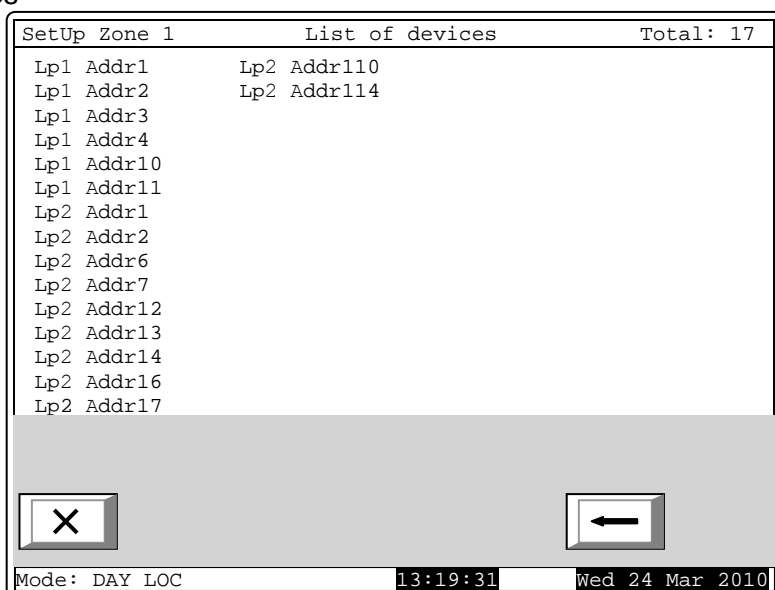 SetUp Zone 1 List of devices Total: 17
Lp1 Addr1 Lp2 Addr110
Lp1 Addr2 Lp2 Addr114
Lp1 Addr3
Lp1 Addr4
Lp1 Addr10
Lp1 Addr11
Lp2 Addr1
Lp2 Addr2
Lp2 Addr6
Lp2 Addr7
Lp2 Addr12
Lp2 Addr13
Lp2 Addr14
Lp2 Addr16
Lp2 Addr17
Mode: DAY LOC 13:19:31 Wed 24 Mar 2010